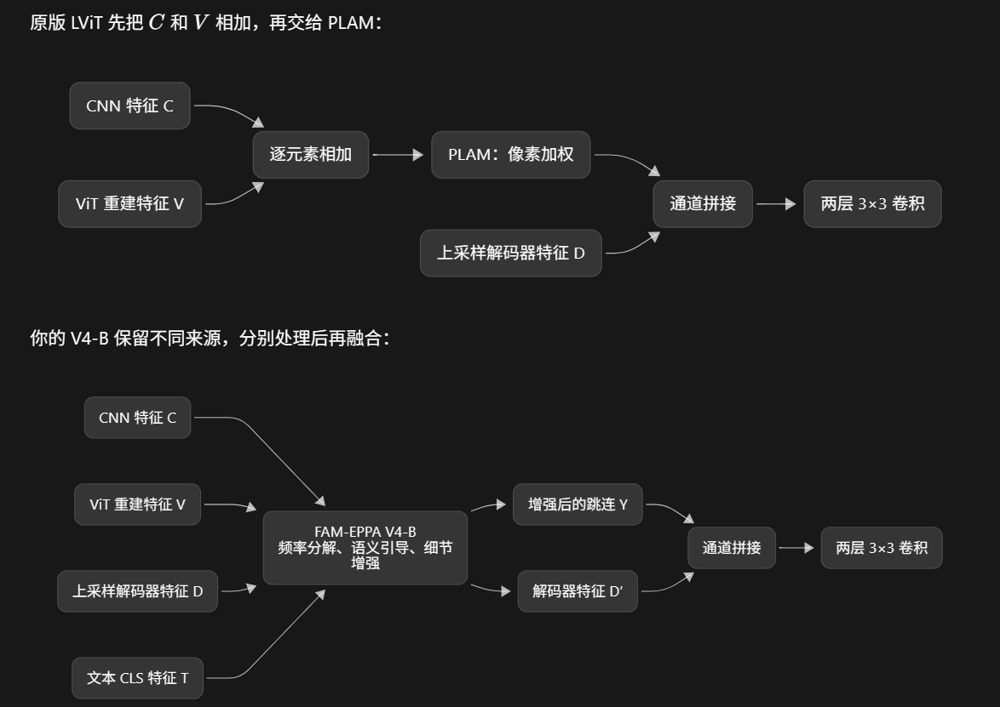 原版 LViT 先把 C 和 V 相加，再交给 PLAM：
CNN 特征 C
逐元素相加
PLAM：像素加权
ViT 重建特征 V
通道拼接
两层 3×3 卷积
上采样解码器特征 D
你的 V4-B 保留不同来源，分别处理后再融合：
CNN 特征 C
ViT 重建特征 V
FAM-EPPA V4-B
频率分解、语义引导、细节
增强
增强后的跳连 Y
通道拼接
两层 3×3 卷积
上采样解码器特征 D
解码器特征 D′
文本 CLS 特征 T